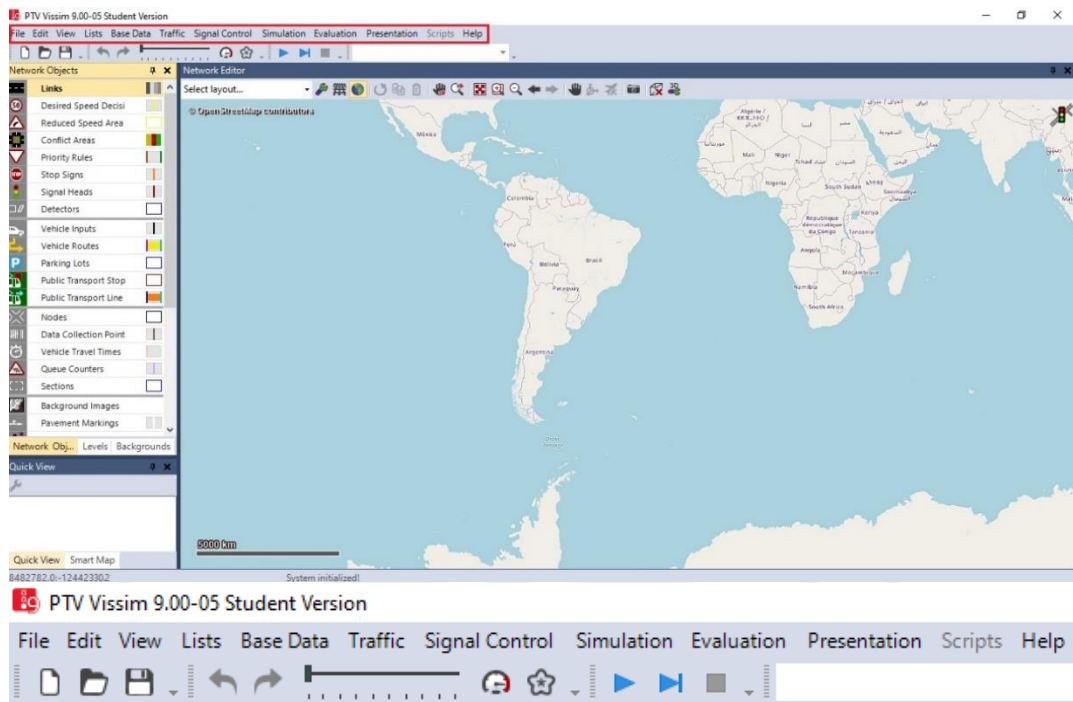 PTV Vissim 9.00-05 Student Version
File Edit View Lists Base Data Traffic Signal Control Simulation Evaluation Presentation Scripts Help
Network Objects
Network Editor
Links
Select layout...
Desired Speed Decisi
Reduced Speed Area
Conflict Areas
Priority Rules
Stop Signs
Signal Heads
Detectors
Vehicle Inputs
Vehicle Routes
Parking Lots
Public Transport Stop
Public Transport Line
Nodes
Data Collection Point
Vehicle Travel Times
Queue Counters
Sections
Background Images
Pavement Markings
Network Obj... Levels Backgrounds
Quick View
Quick View Smart Map
© OpenStreetMap contributors
México
Colombia
Perú
Brasil
Bolivia
Paraguay
Argentina
Mali
Niger
Nigeria
South Sudan
Kenya
Tanzania
Angola
Moçambique
Namibia
South Africa
5000 km
8482782.0:-12442330.2
System initialized!
PTV Vissim 9.00-05 Student Version
File Edit View Lists Base Data Traffic Signal Control Simulation Evaluation Presentation Scripts Help